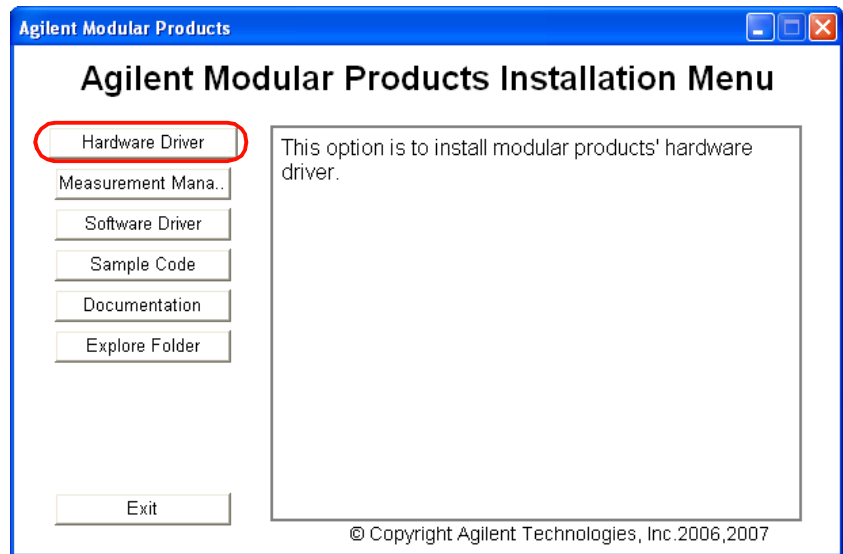 Agilent Modular Products
Agilent Modular Products Installation Menu
Hardware Driver
Measurement Mana..
Software Driver
Sample Code
Documentation
Explore Folder
Exit
This option is to install modular products' hardware
driver.
© Copyright Agilent Technologies, Inc.2006,2007